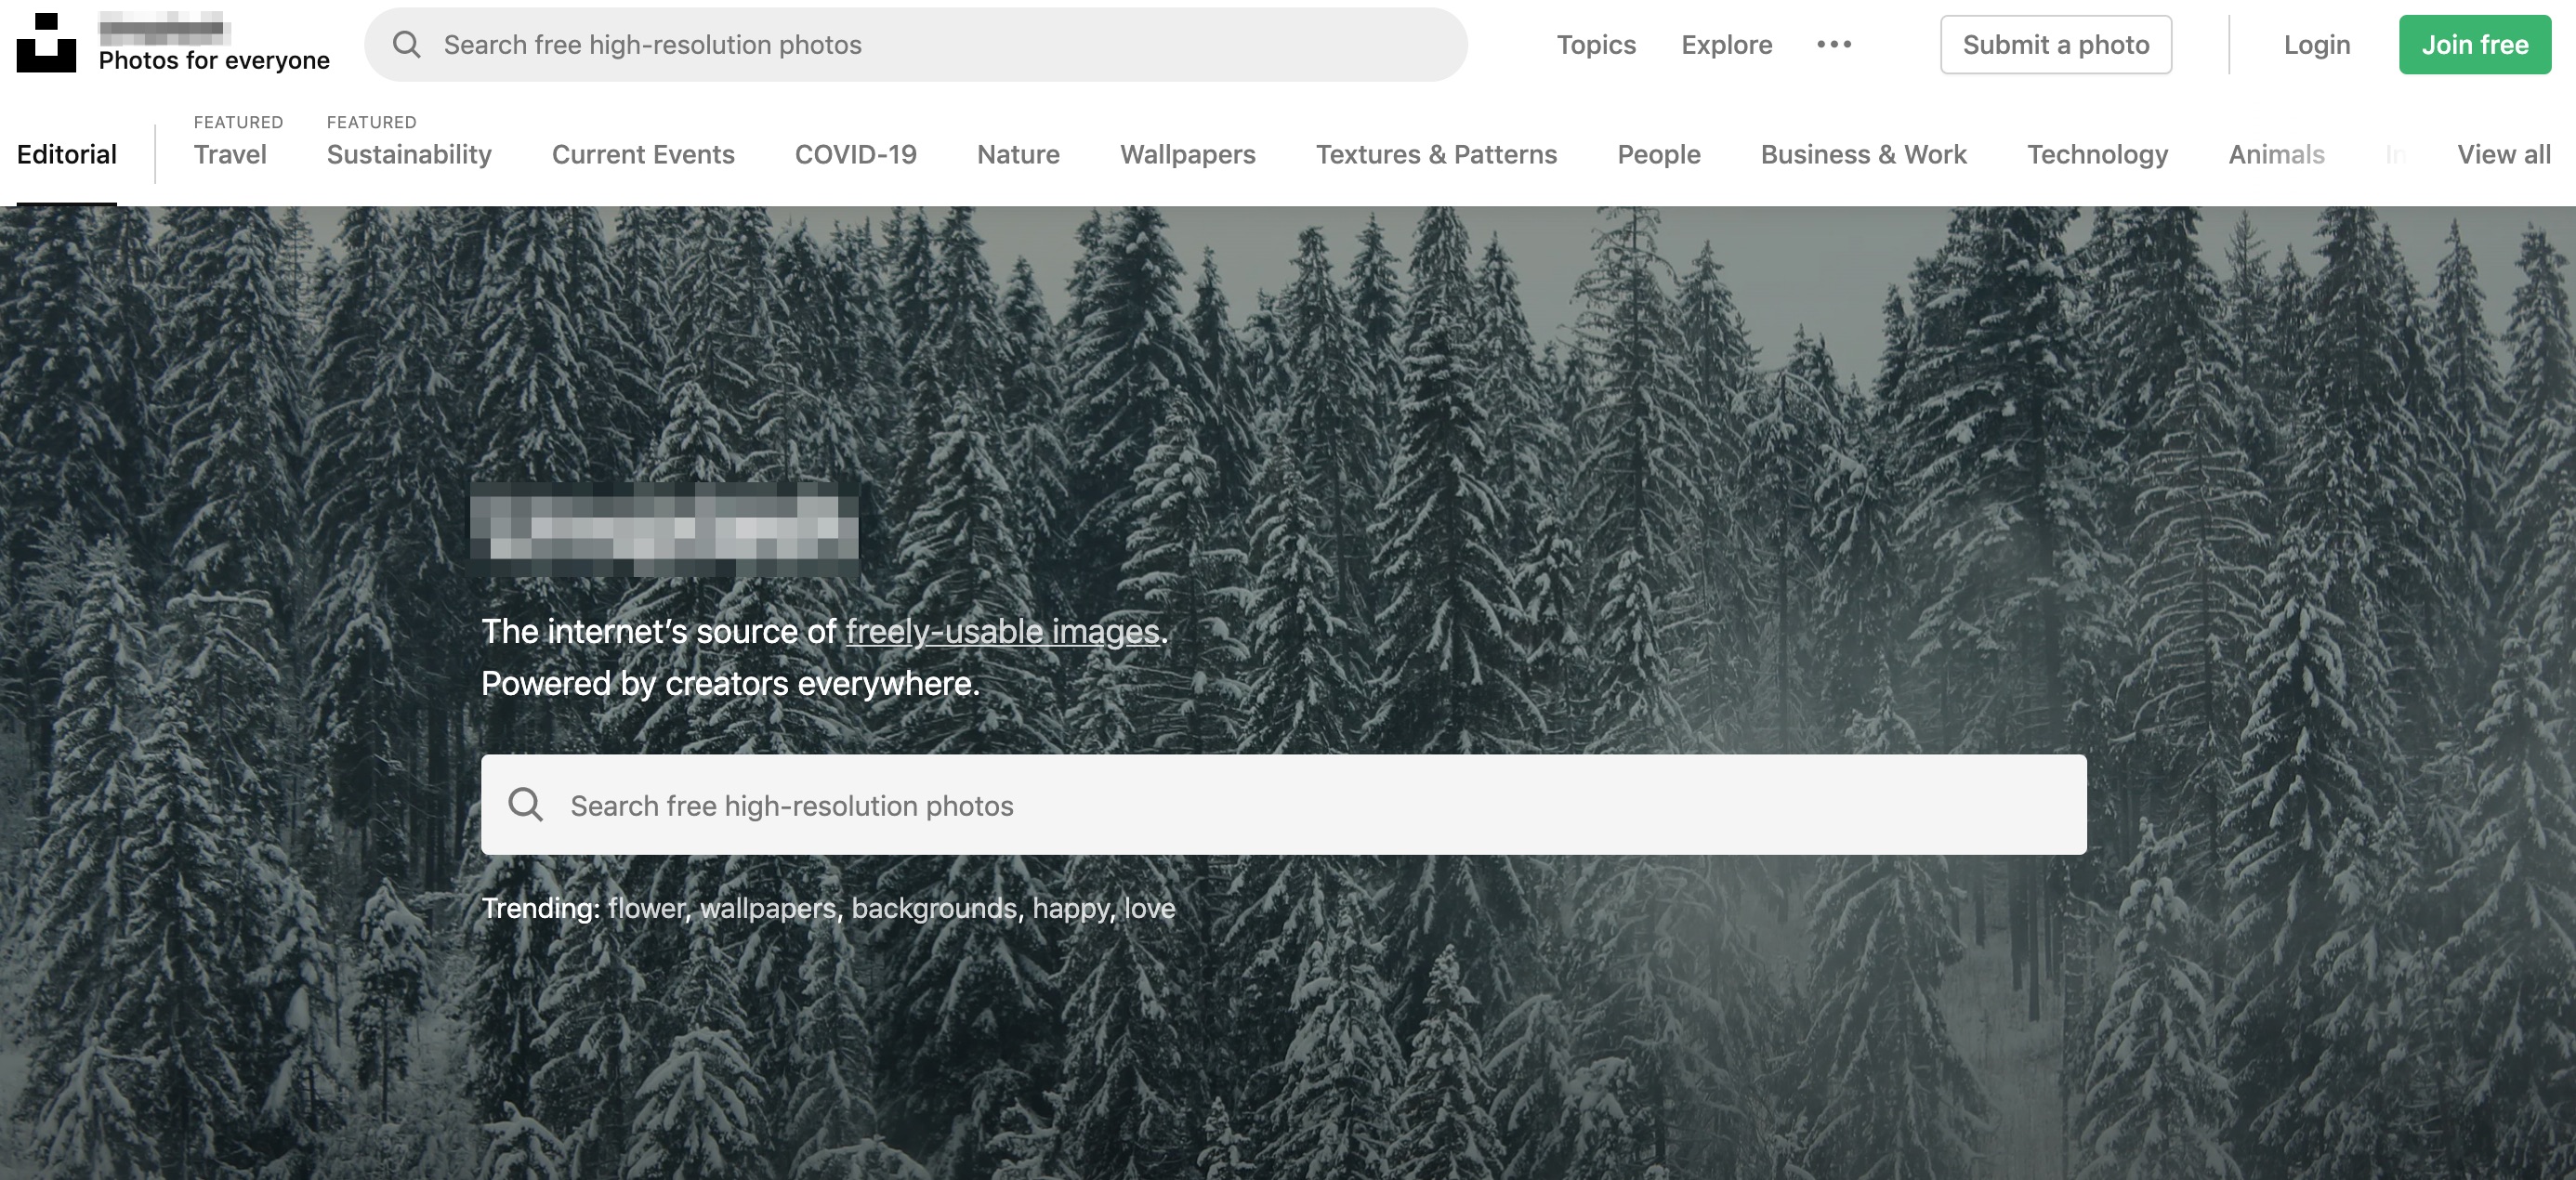 Photos for everyone
Search free high-resolution photos
Topics Explore Submit a photo Login Join free
FEATURED FEATURED
Editorial Travel Sustainability Current Events COVID-19 Nature Wallpapers Textures & Patterns People Business & Work Technology Animals View all
The internet’s source of freely-usable images.
Powered by creators everywhere.
Search free high-resolution photos
Trending: flower, wallpapers, backgrounds, happy, love